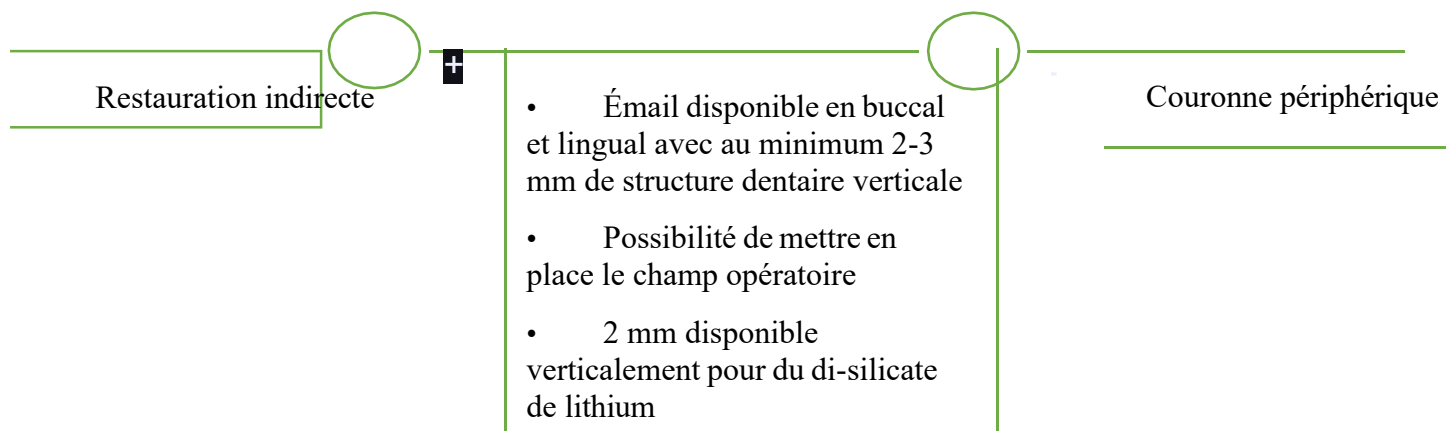 Restauration indirecte
+
• Émail disponible en buccal
et lingual avec au minimum 2-3
mm de structure dentaire verticale
• Possibilité de mettre en
place le champ opératoire
• 2 mm disponible
verticalement pour du di-silicate
de lithium
Couronne périphérique